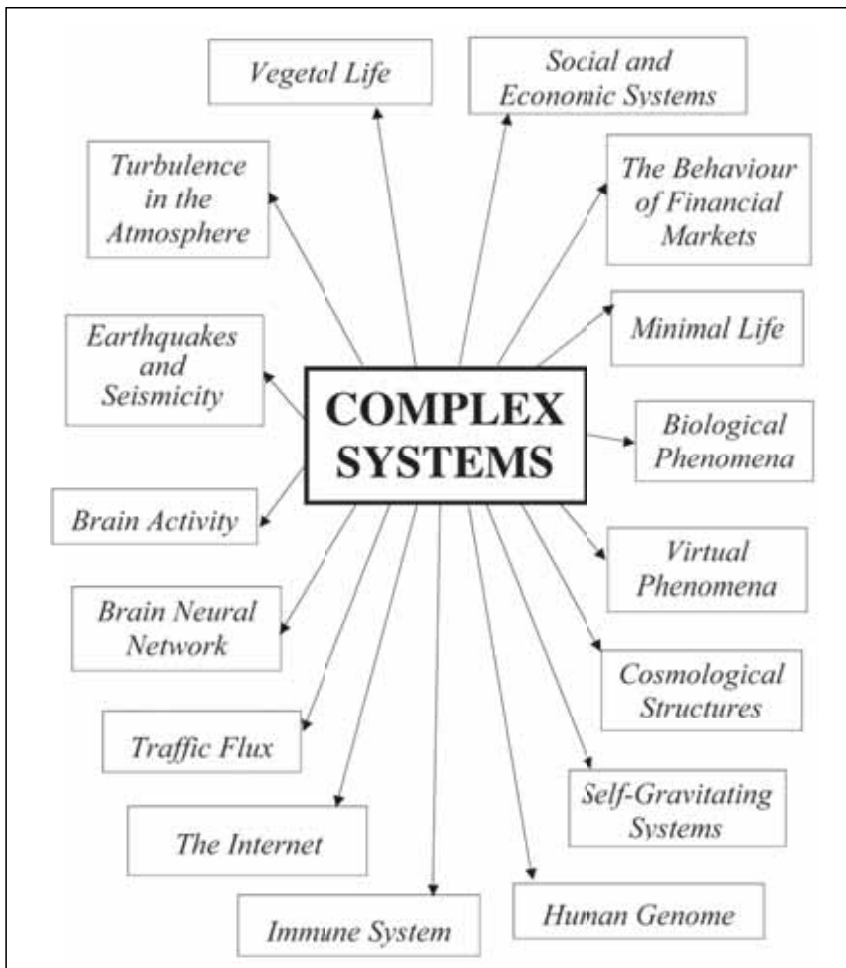 Vegetol Life
Social and
Economic Systems
Turbulence
in the
Atmosphere
The Behaviour
of Financial
Markets
Earthquakes
and
Seismicity
Minimal Life
COMPLEX
SYSTEMS
Biological
Phenomena
Brain Activity
Virtual
Phenomena
Brain Neural
Network
Cosmological
Structures
Traffic Flux
Self-Gravitating
Systems
The Internet
Immune System
Human Genome